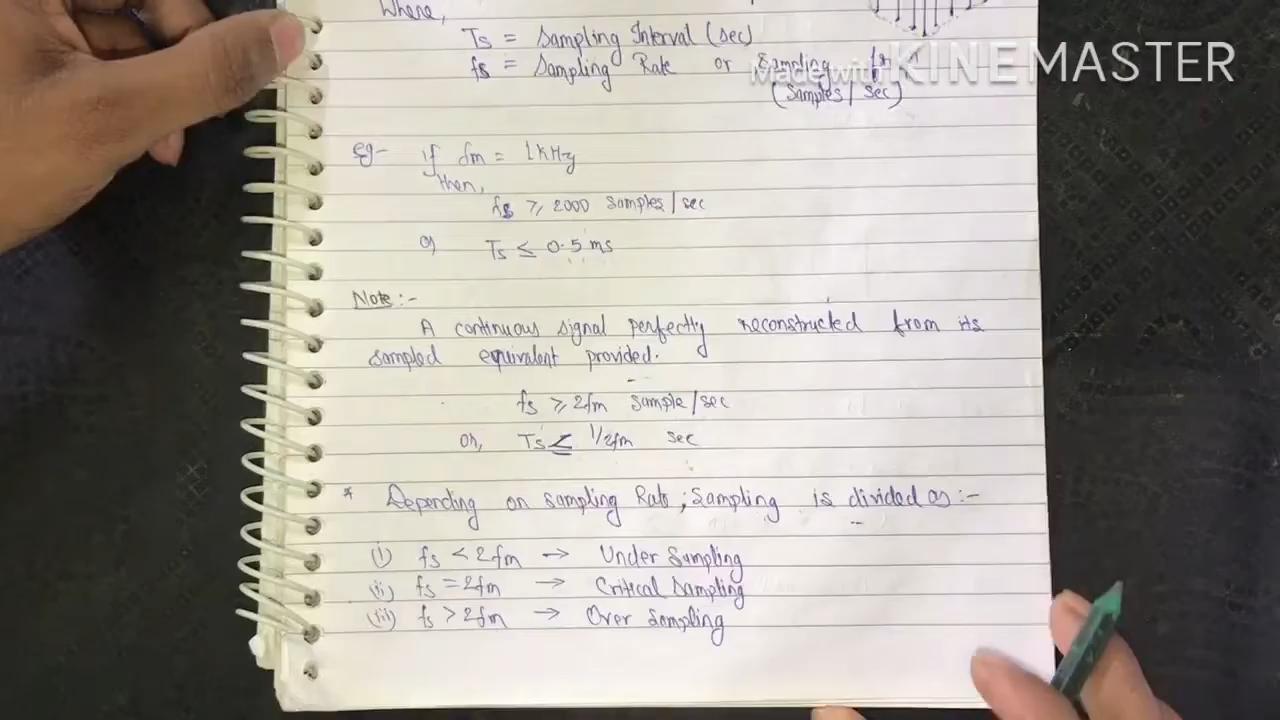 Where,
Ts = Sampling Interval (sec)
fs = Sampling Rate or Sampling
Made with KINEMASTER
(Samples / sec)
eg- if fm = 1 KHz
then,
fs ≥ 2000 Samples / sec
or Ts ≤ 0.5 ms
Note:-
A continuous signal perfectly reconstructed from its
sampled equivalent provided.
fs ≥ 2fm Sample / sec
or, Ts ≤ 1/2fm sec
* Depending on sampling Rate, Sampling is divided as:-
(i) fs < 2fm → Under Sampling
(ii) fs = 2fm → Critical Sampling
(iii) fs > 2fm → Over Sampling